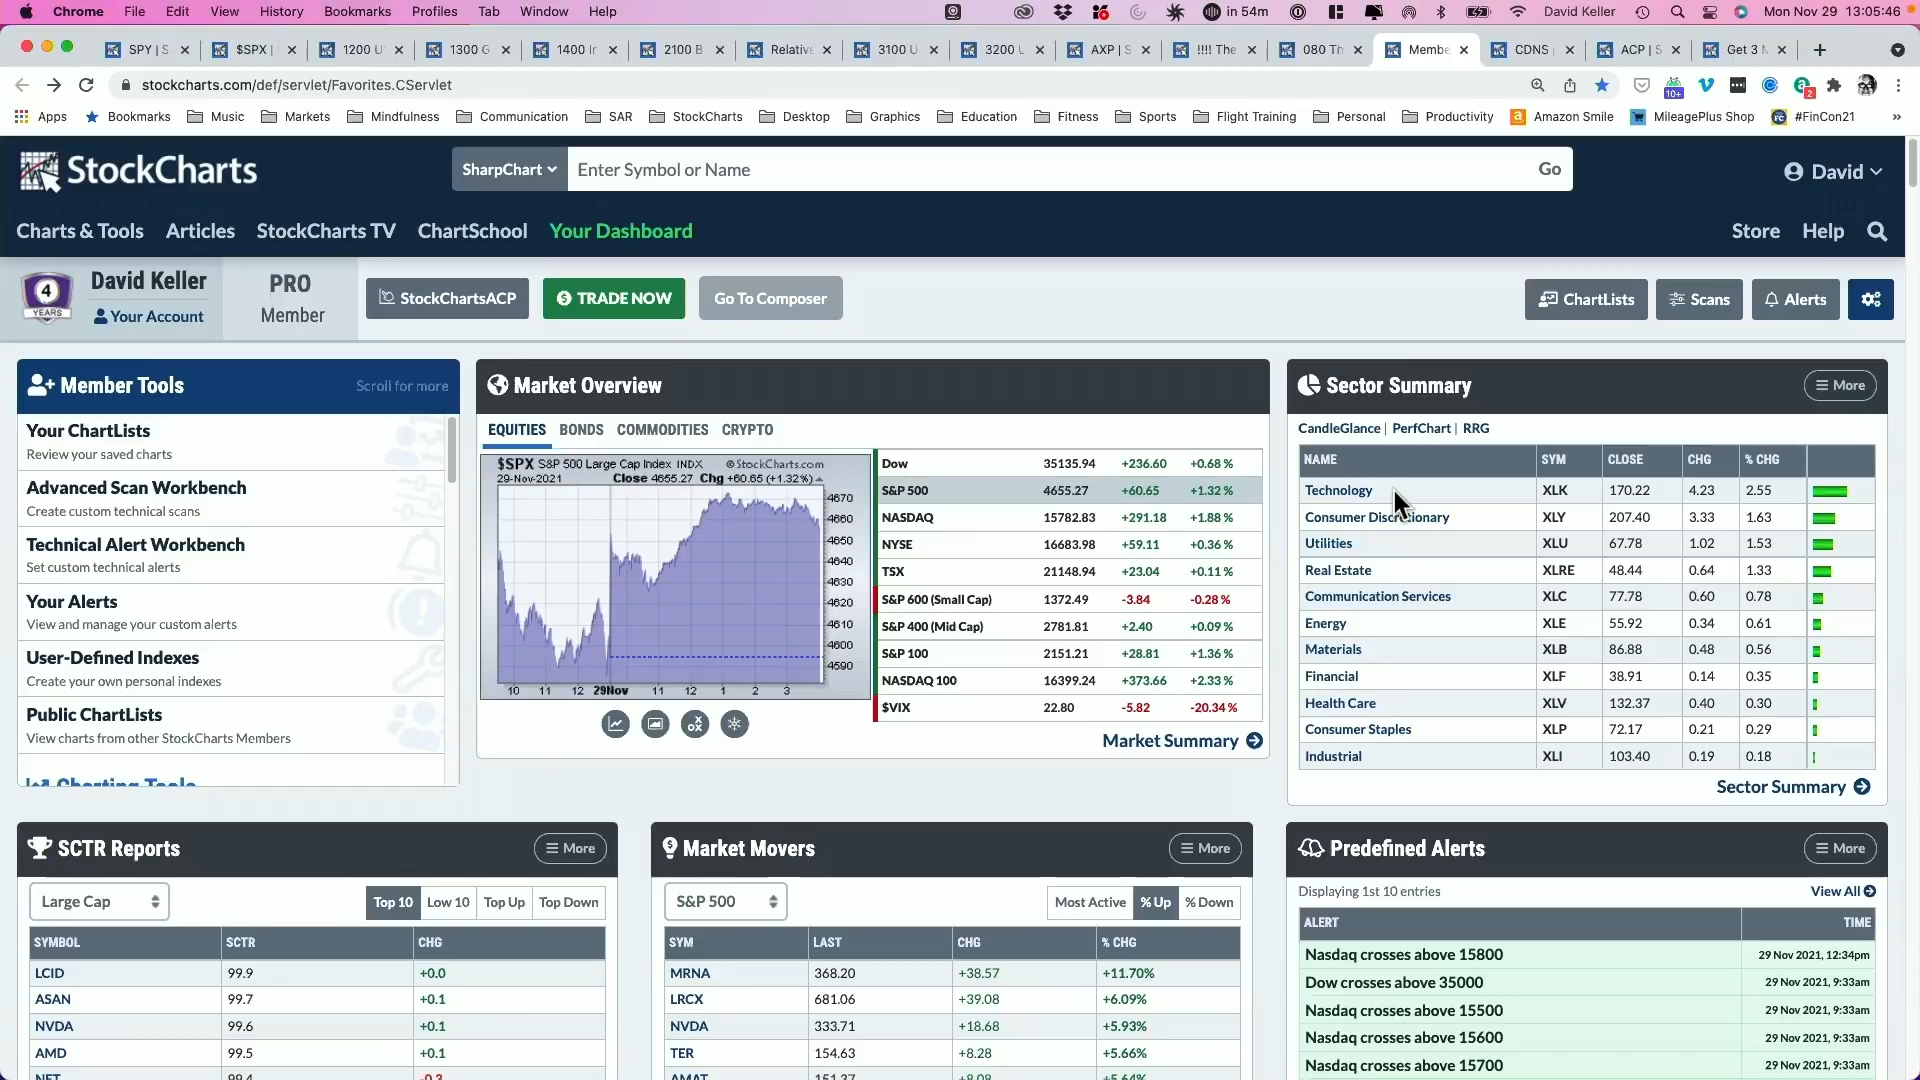 Chrome File Edit View History Bookmarks Profiles Tab Window Help in 54m David Keller Mon Nov 29 13:05:46
SPY | S $SPX 1200 U 1300 G 1400 Ir 2100 B Relative 3100 U 3200 U AXP | S !!!! The 080 Th Membe CDNS ACP | S Get 3 M
stockcharts.com/def/servlet/Favorites.CServlet 10+ 2
Apps Bookmarks Music Markets Mindfulness Communication SAR StockCharts Desktop Graphics Education Fitness Sports Flight Training Personal Productivity Amazon Smile MileagePlus Shop #FinCon21 »
StockCharts SharpChart Enter Symbol or Name Go David
Charts & Tools Articles StockCharts TV ChartSchool Your Dashboard Store Help
4 YEARS David Keller PRO StockChartsACP TRADE NOW Go To Composer ChartLists Scans Alerts
Your Account Member
Member Tools Scroll for more
Your ChartLists
Review your saved charts
Advanced Scan Workbench
Create custom technical scans
Technical Alert Workbench
Set custom technical alerts
Your Alerts
View and manage your custom alerts
User-Defined Indexes
Create your own personal indexes
Public ChartLists
View charts from other StockCharts Members
Charting Tools
Market Overview
EQUITIES BONDS COMMODITIES CRYPTO
$SPX S&P 500 Large Cap Index INDX © StockCharts.com
29-Nov-2021 Close 4655.27 Chg +60.65 (+1.32%)
4670
4660
4650
4640
4630
4620
4610
4600
4590
10 11 12 29Nov 11 12 1 2 3
Dow 35135.94 +236.60 +0.68 %
S&P 500 4655.27 +60.65 +1.32 %
NASDAQ 15782.83 +291.18 +1.88 %
NYSE 16683.98 +59.11 +0.36 %
TSX 21148.94 +23.04 +0.11 %
S&P 600 (Small Cap) 1372.49 -3.84 -0.28 %
S&P 400 (Mid Cap) 2781.81 +2.40 +0.09 %
S&P 100 2151.21 +28.81 +1.36 %
NASDAQ 100 16399.24 +373.66 +2.33 %
$VIX 22.80 -5.82 -20.34 %
Market Summary
Sector Summary More
CandleGlance | PerfChart | RRG
NAME SYM CLOSE CHG % CHG
Technology XLK 170.22 4.23 2.55
Consumer Discretionary XLY 207.40 3.33 1.63
Utilities XLU 67.78 1.02 1.53
Real Estate XLRE 48.44 0.64 1.33
Communication Services XLC 77.78 0.60 0.78
Energy XLE 55.92 0.34 0.61
Materials XLB 86.88 0.48 0.56
Financial XLF 38.91 0.14 0.35
Health Care XLV 132.37 0.40 0.30
Consumer Staples XLP 72.17 0.21 0.29
Industrial XLI 103.40 0.19 0.18
Sector Summary
SCTR Reports More
Large Cap Top 10 Low 10 Top Up Top Down
SYMBOL SCTR CHG
LCID 99.9 +0.0
ASAN 99.7 +0.1
NVDA 99.6 +0.1
AMD 99.5 +0.1
NET 99.4 -0.3
Market Movers More
S&P 500 Most Active % Up % Down
SYM LAST CHG % CHG
MRNA 368.20 +38.57 +11.70%
LRCX 681.06 +39.08 +6.09%
NVDA 333.71 +18.68 +5.93%
TER 154.63 +8.28 +5.66%
AMAT 151.37 +8.08 +5.64%
Predefined Alerts More
Displaying 1st 10 entries View All
ALERT TIME
Nasdaq crosses above 15800 29 Nov 2021, 12:34pm
Dow crosses above 35000 29 Nov 2021, 9:33am
Nasdaq crosses above 15500 29 Nov 2021, 9:33am
Nasdaq crosses above 15600 29 Nov 2021, 9:33am
Nasdaq crosses above 15700 29 Nov 2021, 9:33am